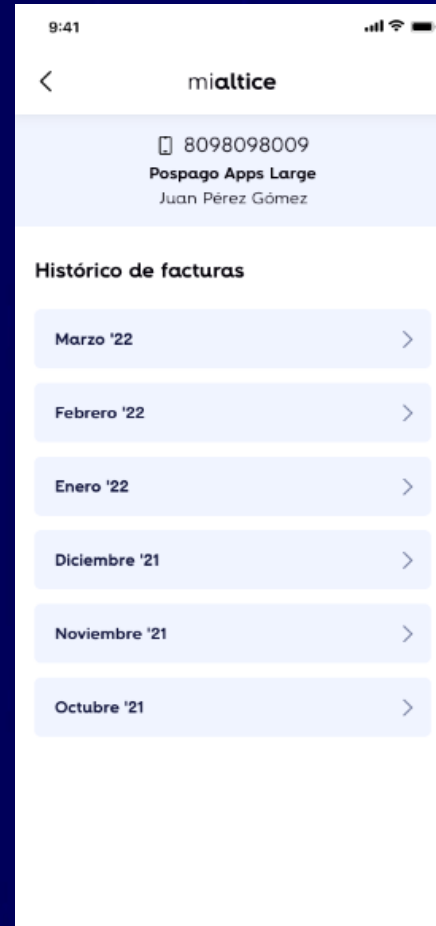 9:41
mialtice
8098098009
Pospago Apps Large
Juan Pérez Gómez
Histórico de facturas
Marzo '22
Febrero '22
Enero '22
Diciembre '21
Noviembre '21
Octubre '21